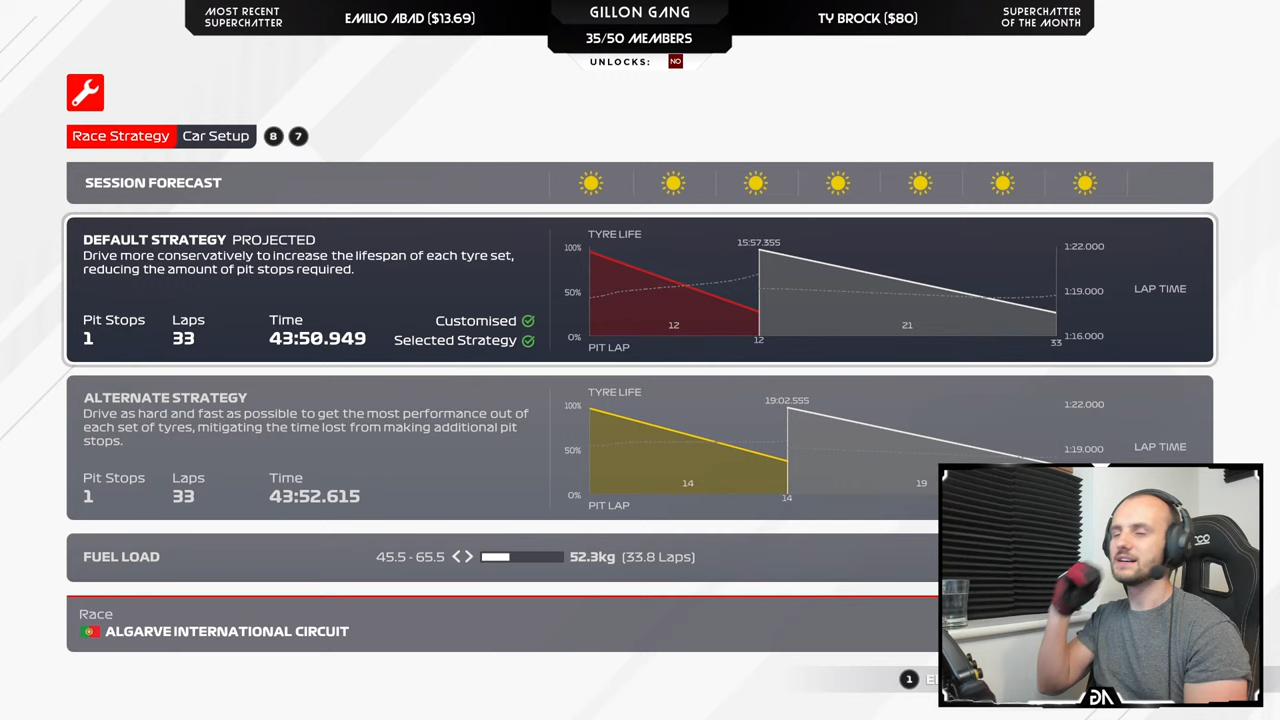 MOST RECENT
SUPERCHATTER
EMILIO ABAD ($13.69)
GILLON GANG
35/50 MEMBERS
UNLOCKS: NO
TY BROCK ($80)
SUPERCHATTER
OF THE MONTH
Race Strategy
Car Setup
8
7
SESSION FORECAST
DEFAULT STRATEGY PROJECTED
Drive more conservatively to increase the lifespan of each tyre set,
reducing the amount of pit stops required.
Pit Stops
1
Laps
33
Time
43:50.949
Customised
Selected Strategy
TYRE LIFE
100%
50%
0%
PIT LAP
15:57.355
12
21
12
33
1:22.000
1:19.000
1:16.000
LAP TIME
ALTERNATE STRATEGY
Drive as hard and fast as possible to get the most performance out of
each set of tyres, mitigating the time lost from making additional pit
stops.
Pit Stops
1
Laps
33
Time
43:52.615
TYRE LIFE
100%
50%
0%
PIT LAP
19:02.555
14
19
14
1:22.000
1:19.000
LAP TIME
FUEL LOAD
45.5 - 65.5
52.3kg (33.8 Laps)
Race
ALGARVE INTERNATIONAL CIRCUIT
1